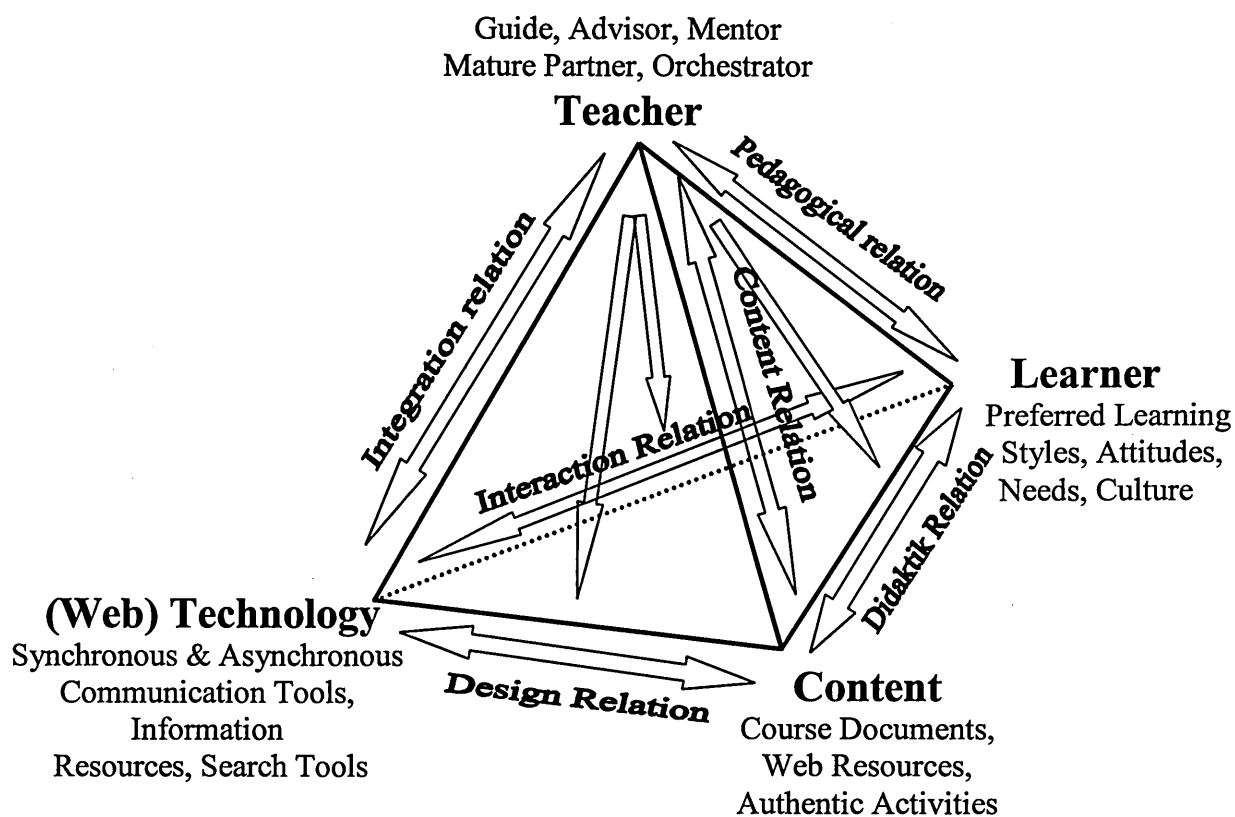 Guide, Advisor, Mentor
Mature Partner, Orchestrator
Teacher
Pedagogical relation
Integration relation
Content Relation
Interaction Relation
Learner
Preferred Learning
Styles, Attitudes,
Needs, Culture
Didaktik Relation
(Web) Technology
Synchronous & Asynchronous
Communication Tools,
Information
Resources, Search Tools
Design Relation
Content
Course Documents,
Web Resources,
Authentic Activities